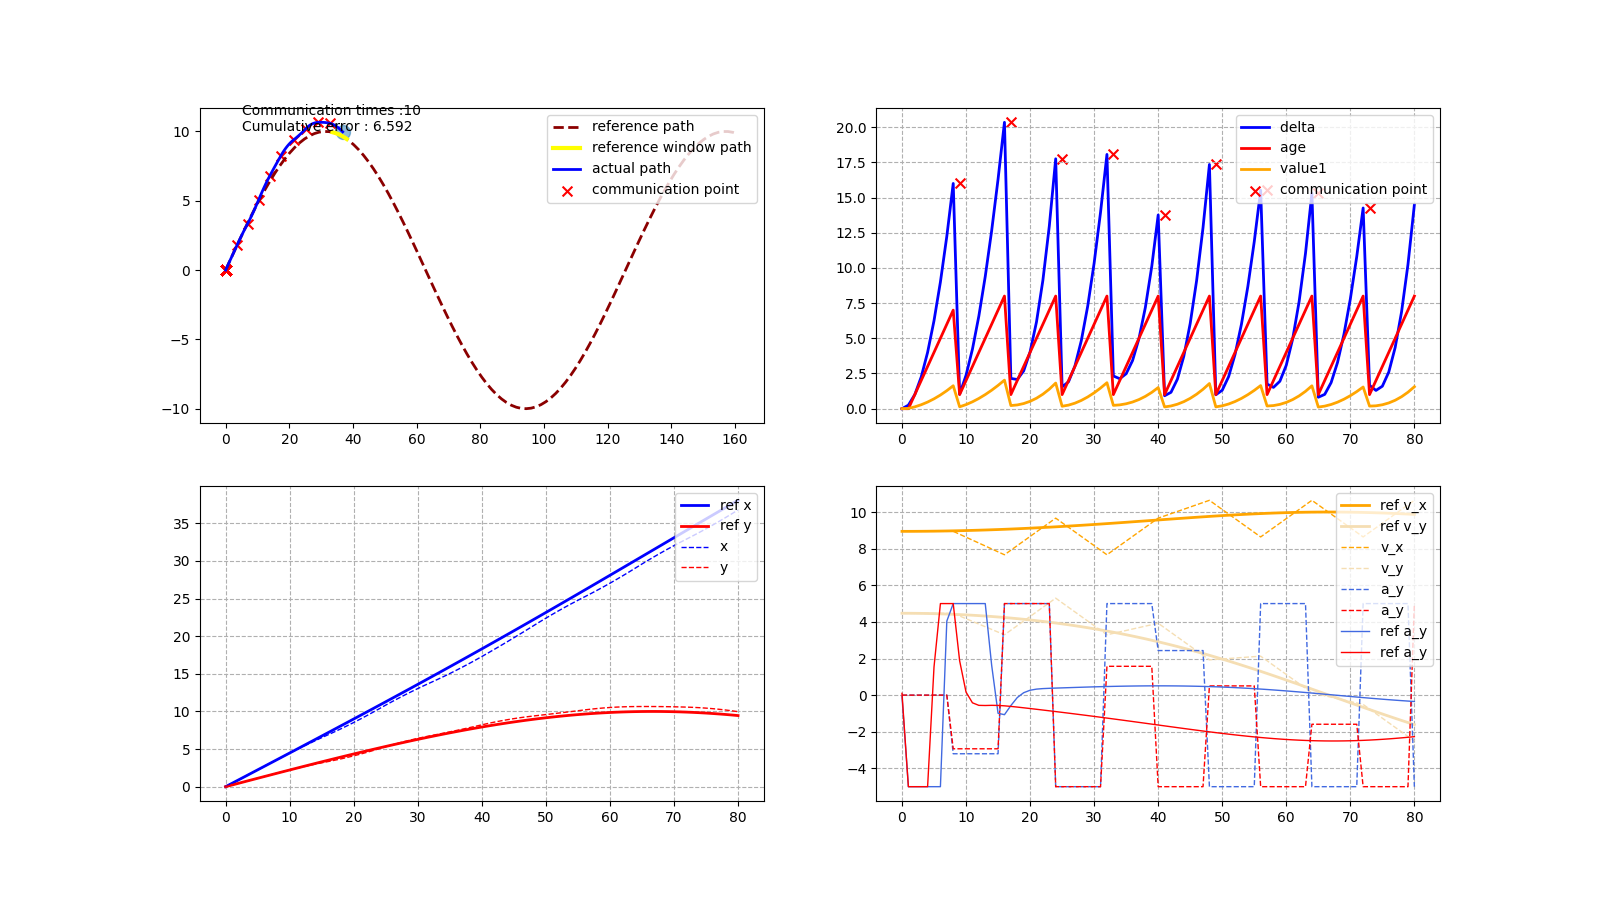 Communication times :10
Cumulative error : 6.592
reference path
reference window path
actual path
communication point
10
5
0
−5
−10
0 20 40 60 80 100 120 140 160
delta
age
value1
communication point
20.0
17.5
15.0
12.5
10.0
7.5
5.0
2.5
0.0
0 10 20 30 40 50 60 70 80
ref x
ref y
x
y
35
30
25
20
15
10
5
0
0 10 20 30 40 50 60 70 80
ref v_x
ref v_y
v_x
v_y
a_y
a_y
ref a_y
ref a_y
10
8
6
4
2
0
−2
−4
0 10 20 30 40 50 60 70 80